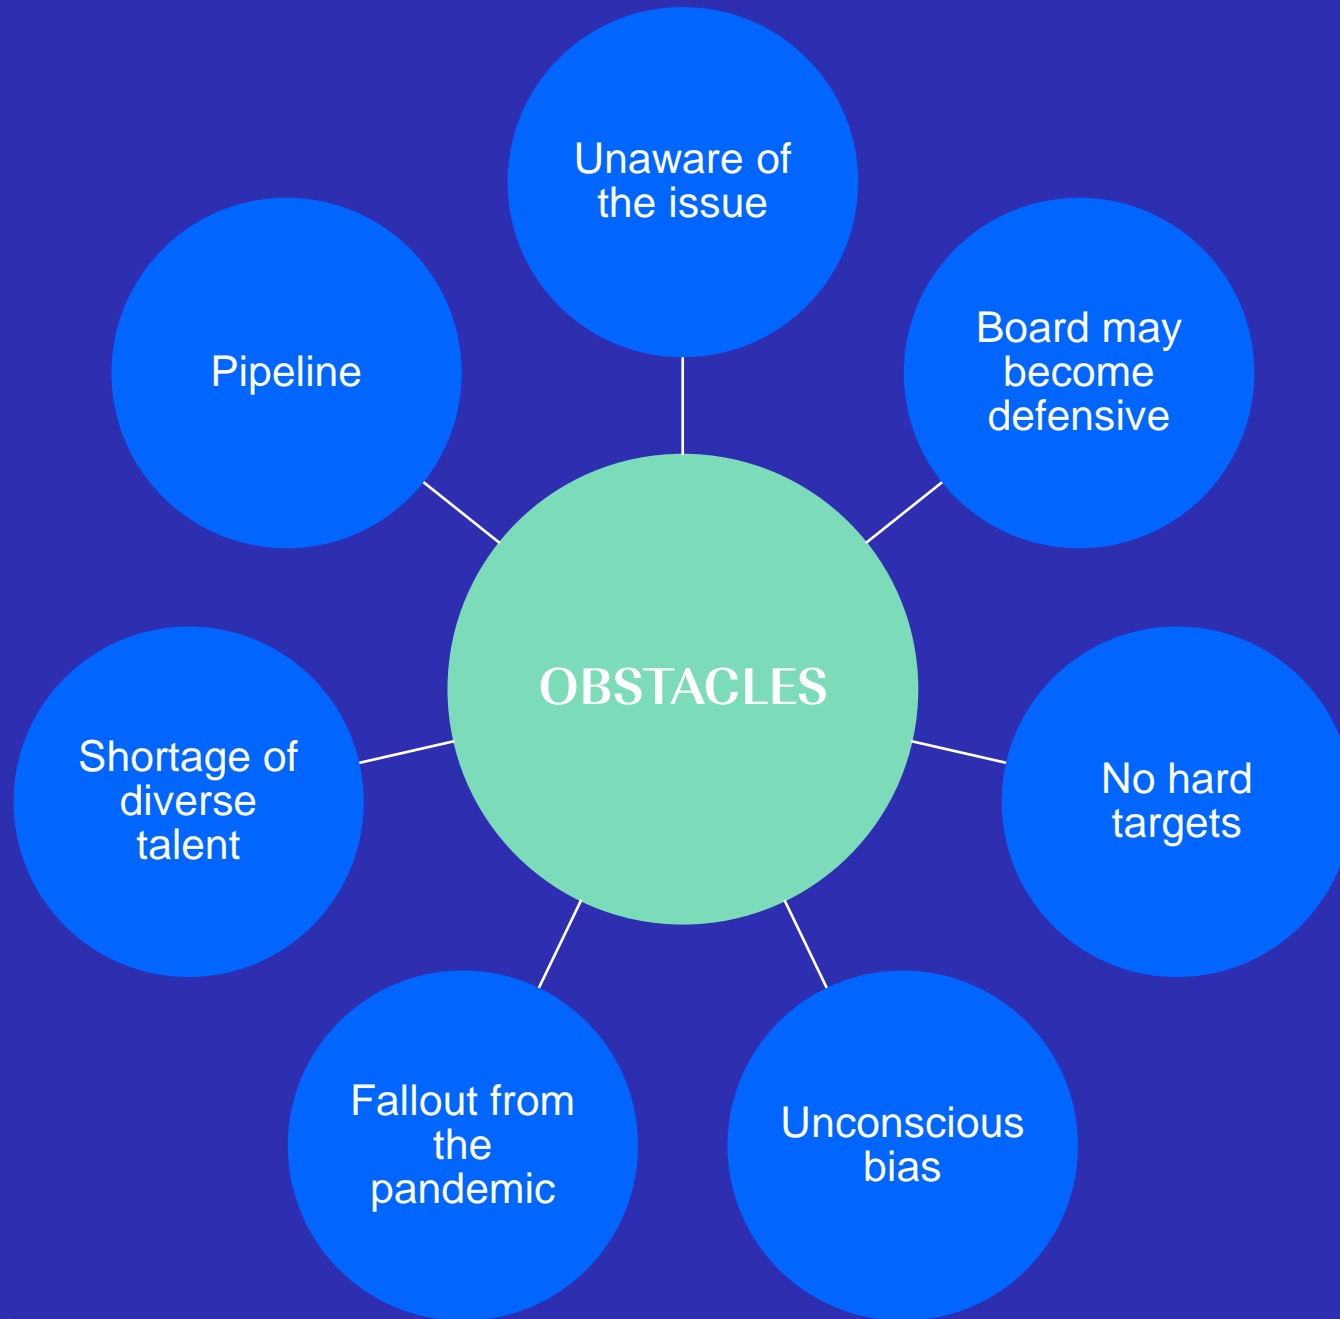 Unaware of
the issue
Board may
become
defensive
No hard
targets
Unconscious
bias
Fallout from
the
pandemic
Shortage of
diverse
talent
Pipeline
OBSTACLES